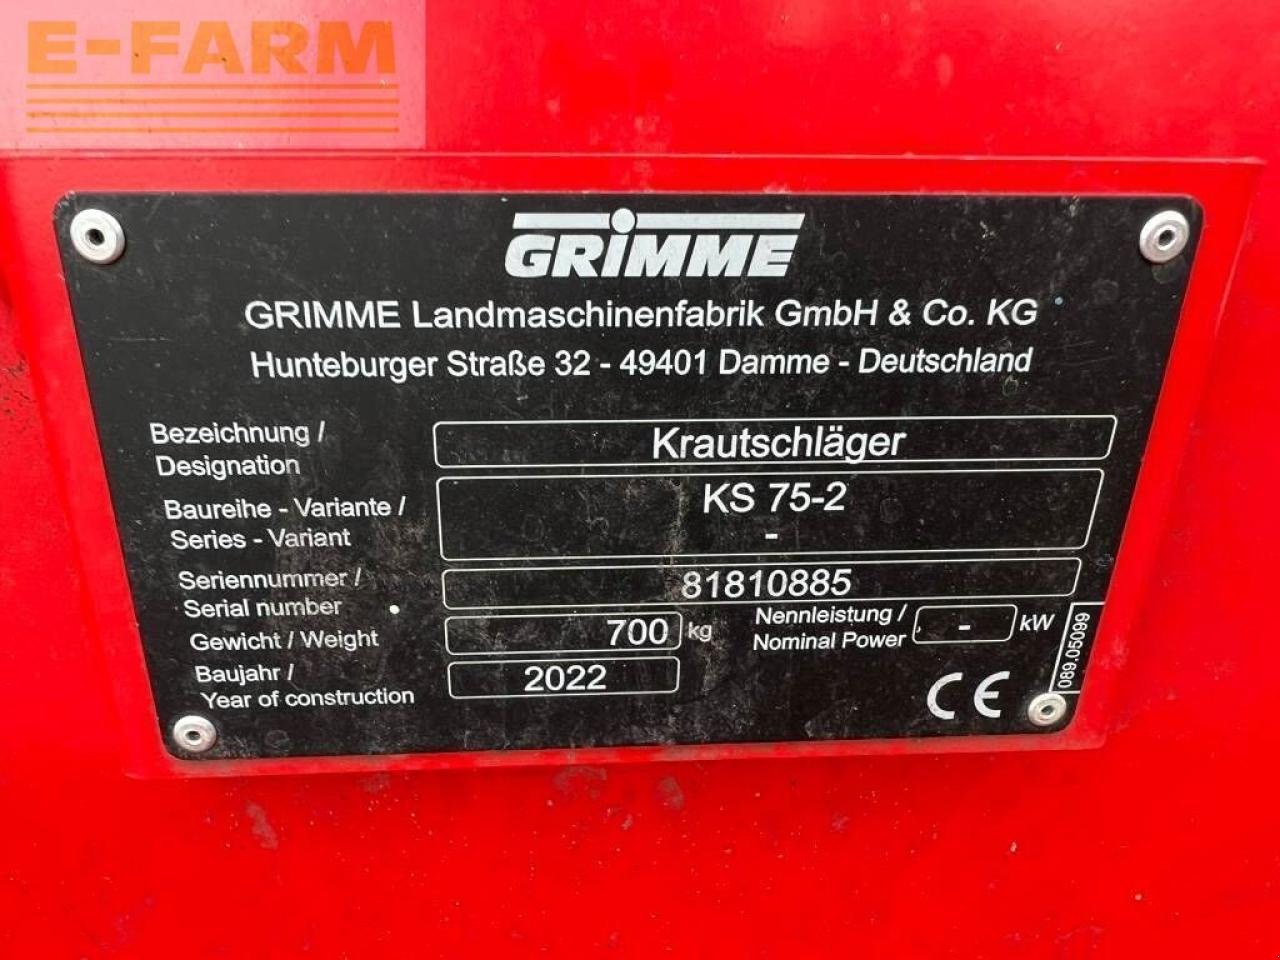 E-FARM
GRIMME
GRIMME Landmaschinenfabrik GmbH & Co. KG
Hunteburger Straße 32 - 49401 Damme - Deutschland
Bezeichnung /
Designation
Krautschläger
Baureihe - Variante /
Series - Variant
KS 75-2
-
Seriennummer /
Serial number
81810885
Gewicht / Weight
700 kg
Nennleistung /
Nominal Power
- kW
Baujahr /
Year of construction
2022
CE
089.05099